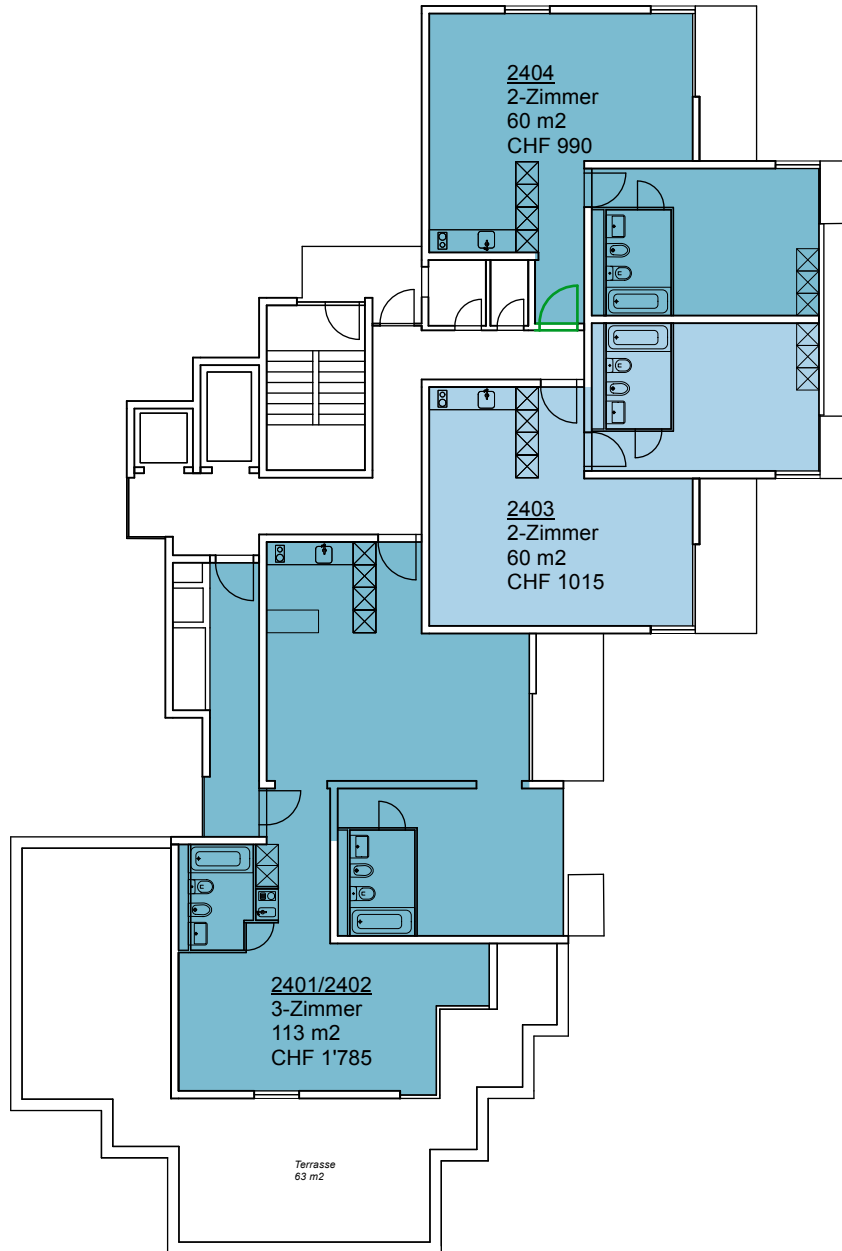 2404
2-Zimmer
60 m2
CHF 990
2403
2-Zimmer
60 m2
CHF 1015
2401/2402
3-Zimmer
113 m2
CHF 1'785
Terrasse
63 m2